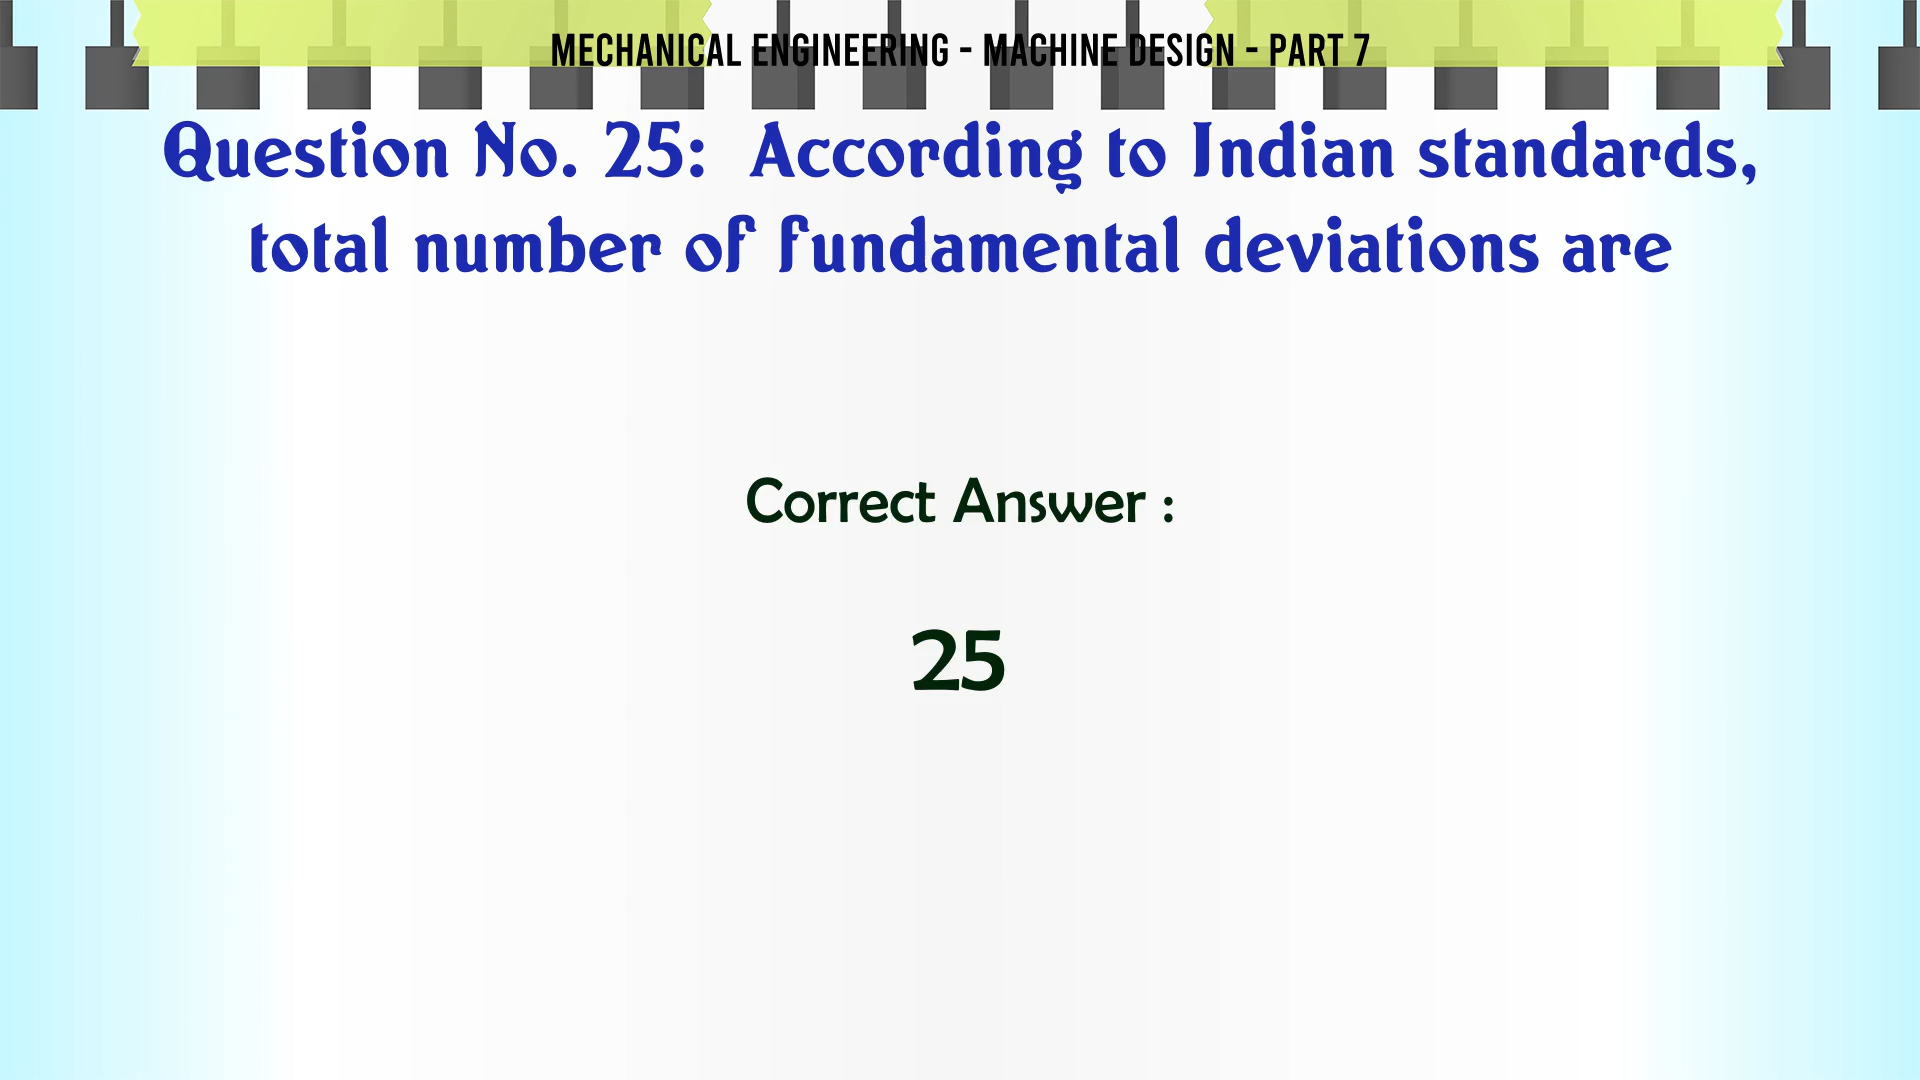 MECHANICAL ENGINEERING - MACHINE DESIGN - PART 7
Question No. 25: According to Indian standards,
total number of fundamental deviations are
Correct Answer :
25